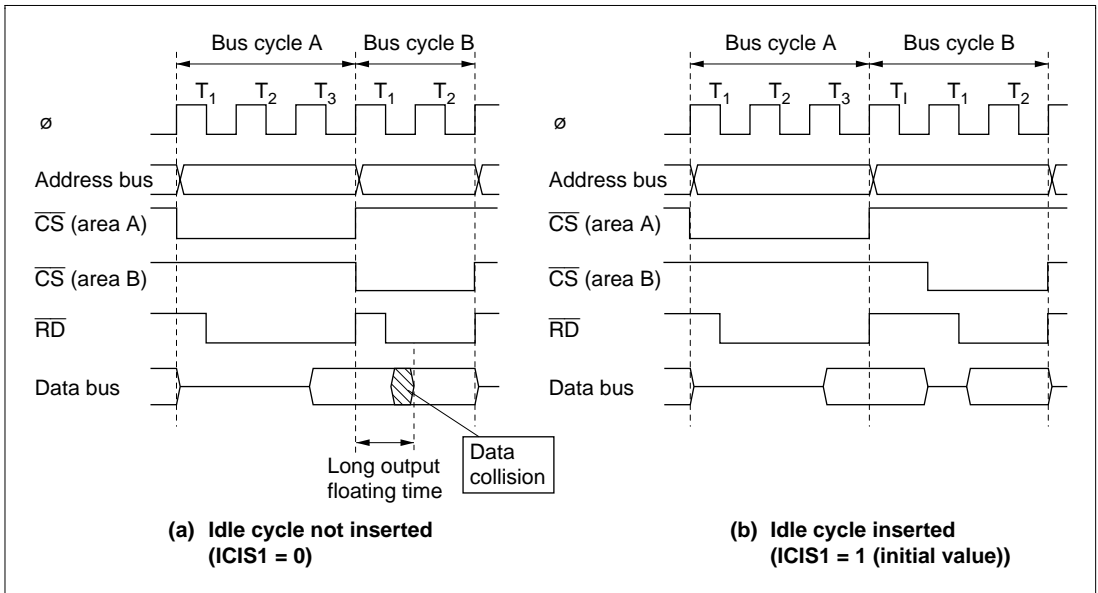 Bus cycle A Bus cycle B
T1 T2 T3 T1 T2
ø
Address bus
CS (area A)
CS (area B)
RD
Data bus
Long output
floating time
Data
collision
(a) Idle cycle not inserted
(ICIS1 = 0)
Bus cycle A Bus cycle B
T1 T2 T3 TI T1 T2
ø
Address bus
CS (area A)
CS (area B)
RD
Data bus
(b) Idle cycle inserted
(ICIS1 = 1 (initial value))